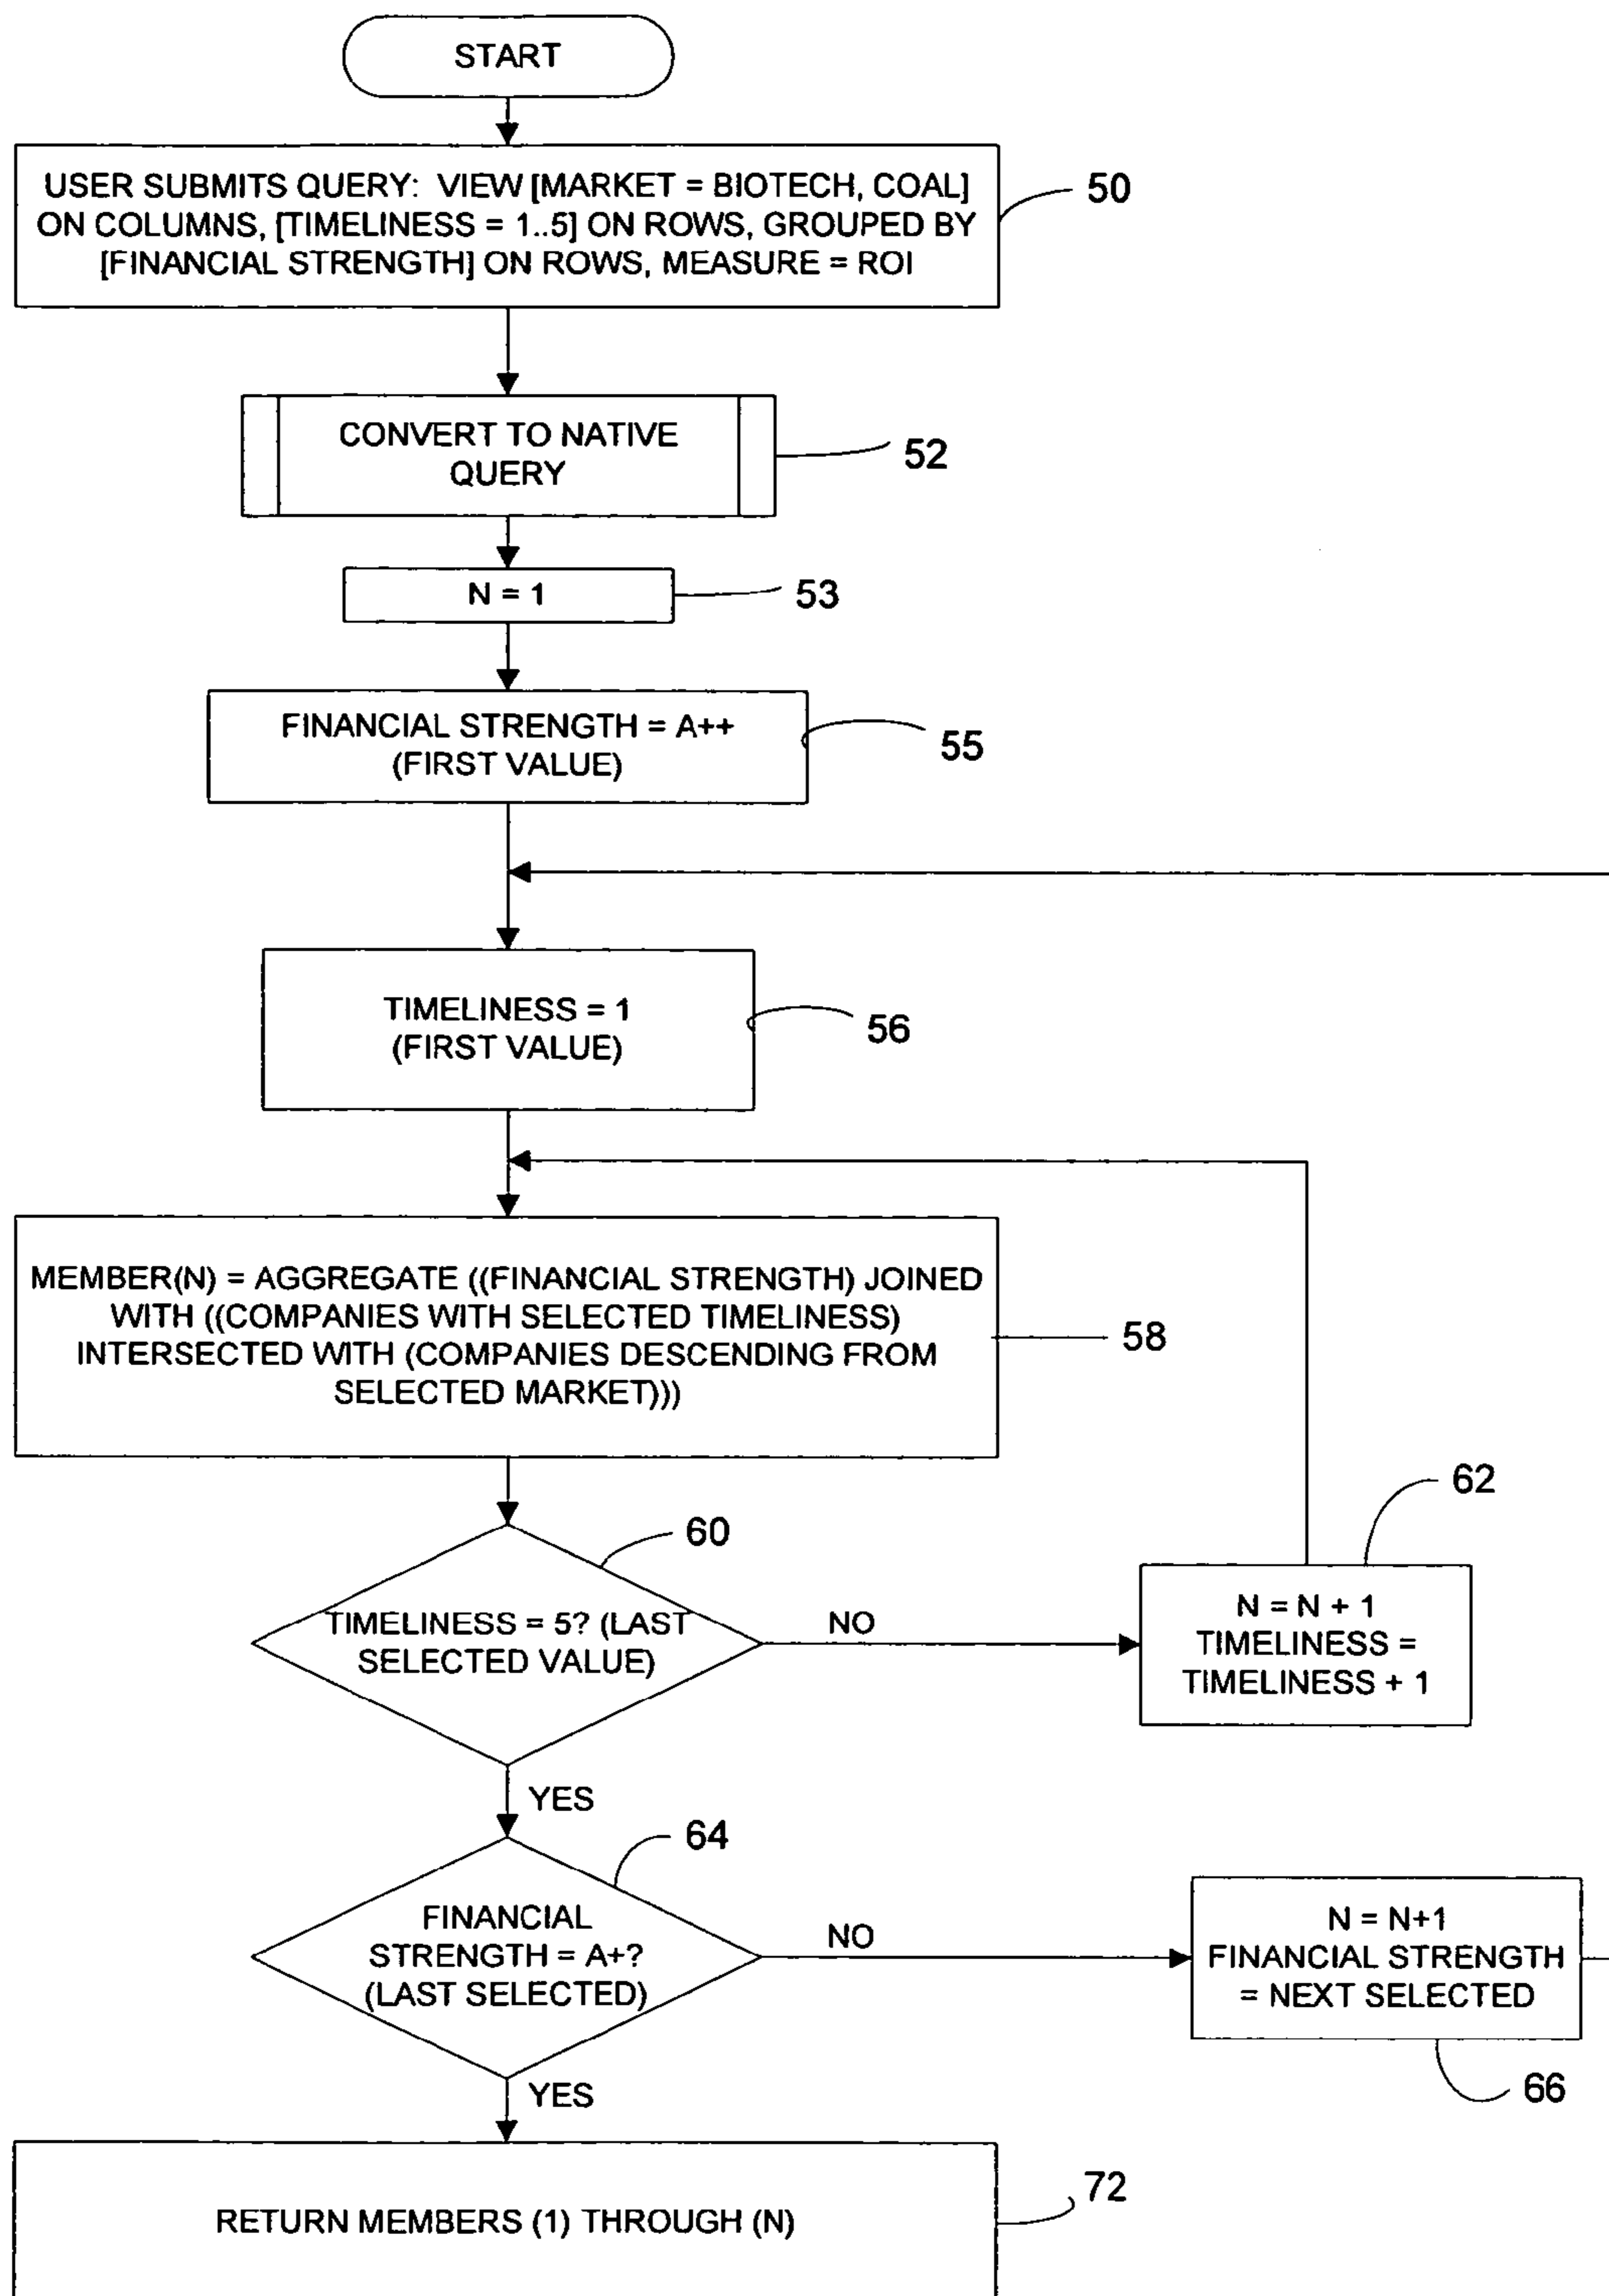 START
USER SUBMITS QUERY: VIEW [MARKET = BIOTECH, COAL]
ON COLUMNS, [TIMELINESS = 1..5] ON ROWS, GROUPED BY
[FINANCIAL STRENGTH] ON ROWS, MEASURE = ROI
50
CONVERT TO NATIVE
QUERY
52
N = 1
53
FINANCIAL STRENGTH = A++
(FIRST VALUE)
55
TIMELINESS = 1
(FIRST VALUE)
56
MEMBER(N) = AGGREGATE ((FINANCIAL STRENGTH) JOINED
WITH ((COMPANIES WITH SELECTED TIMELINESS)
INTERSECTED WITH (COMPANIES DESCENDING FROM
SELECTED MARKET)))
58
60
TIMELINESS = 5? (LAST
SELECTED VALUE)
NO
62
N = N + 1
TIMELINESS =
TIMELINESS + 1
YES
64
FINANCIAL
STRENGTH = A+?
(LAST SELECTED)
NO
N = N+1
FINANCIAL STRENGTH
= NEXT SELECTED
66
YES
RETURN MEMBERS (1) THROUGH (N)
72